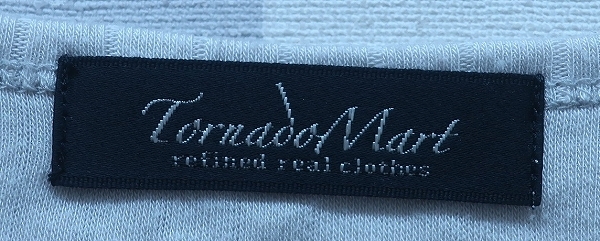 Tornado Mart
refined real clothes